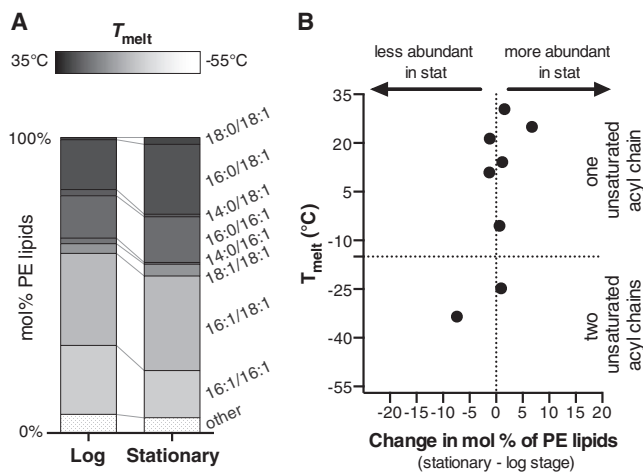 A
T melt
35°C
-55°C
100%
0%
mol% PE lipids
18:0/18:1
16:0/18:1
14:0/18:1
16:0/16:1
14:0/16:1
18:1/18:1
16:1/18:1
16:1/16:1
other
Log Stationary
B
less abundant
in stat
more abundant
in stat
35
20
5
-10
-25
-40
-55
T melt (°C)
one
unsaturated
acyl chain
two
unsaturated
acyl chains
-20 -15 -10 -5 0 5 10 15 20
Change in mol % of PE lipids
(stationary - log stage)